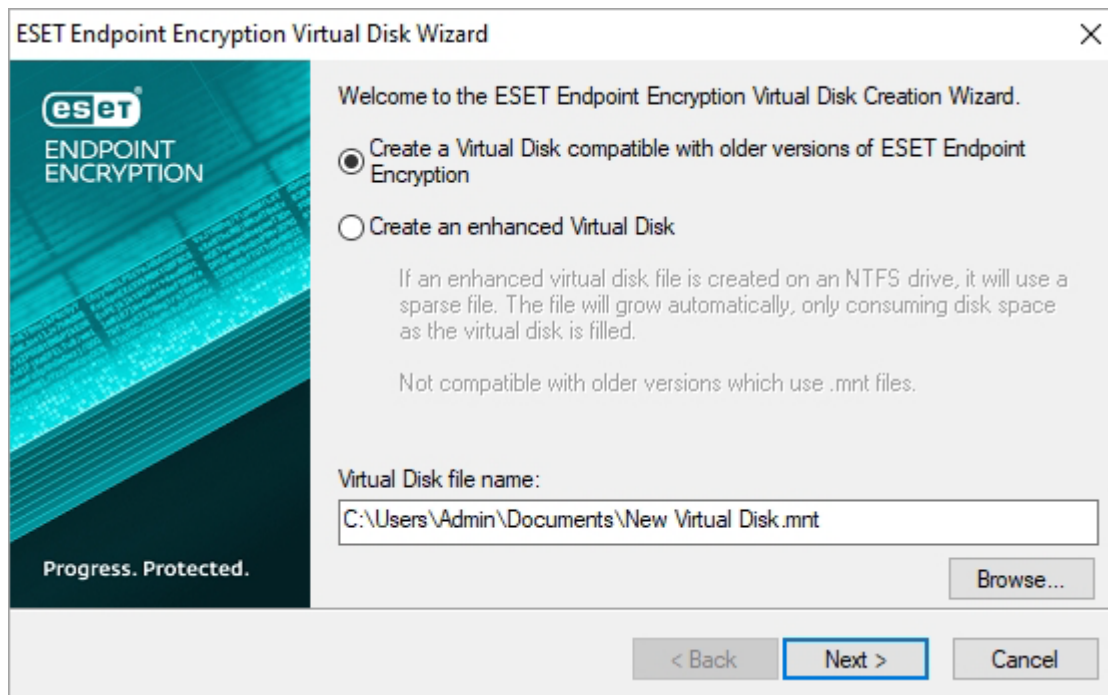 ESET Endpoint Encryption Virtual Disk Wizard
eset®
ENDPOINT
ENCRYPTION
Progress. Protected.
Welcome to the ESET Endpoint Encryption Virtual Disk Creation Wizard.
Create a Virtual Disk compatible with older versions of ESET Endpoint
Encryption
Create an enhanced Virtual Disk
If an enhanced virtual disk file is created on an NTFS drive, it will use a
sparse file. The file will grow automatically, only consuming disk space
as the virtual disk is filled.
Not compatible with older versions which use .mnt files.
Virtual Disk file name:
C:\Users\Admin\Documents\New Virtual Disk.mnt
Browse...
< Back
Next >
Cancel